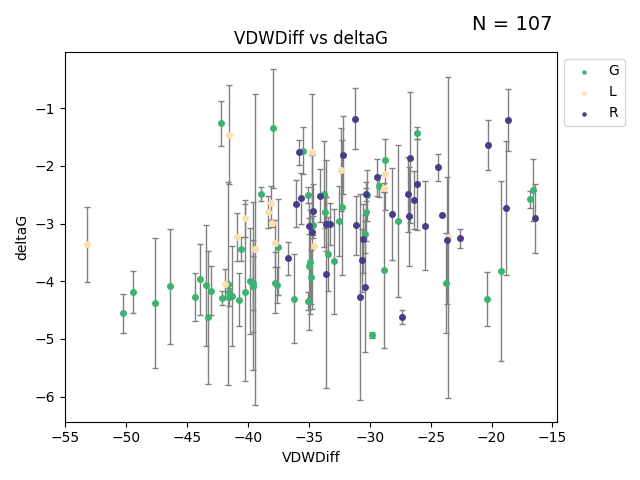 N = 107
VDWDiff vs deltaG
G
L
R
deltaG
−1
−2
−3
−4
−5
−6
−55 −50 −45 −40 −35 −30 −25 −20 −15
VDWDiff